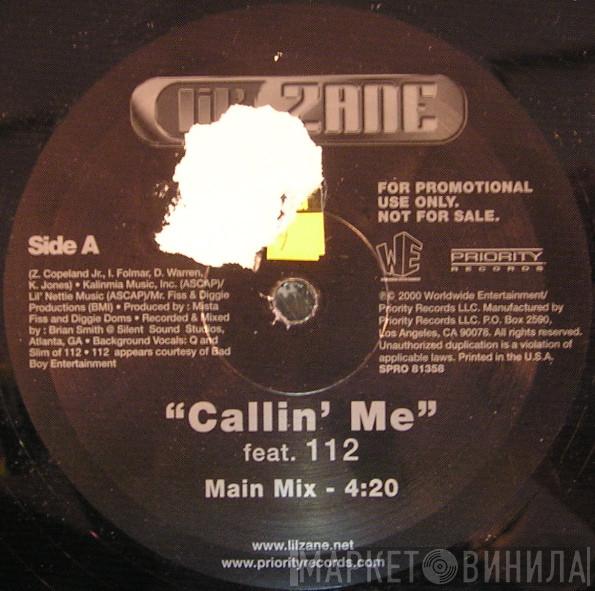 lil' ZANE
FOR PROMOTIONAL
USE ONLY.
NOT FOR SALE.
Side A
(Z. Copeland Jr., I. Folmar, D. Warren,
K. Jones) • Kalinmia Music, Inc. (ASCAP)/
Lil' Nettie Music (ASCAP)/Mr. Fiss & Diggie
Productions (BMI) • Produced by : Mista
Fiss and Diggie Doms • Recorded & Mixed
by : Brian Smith @ Silent Sound Studios,
Atlanta, GA • Background Vocals: Q and
Slim of 112 • 112 appears courtesy of Bad
Boy Entertainment
WE
PRIORITY
RECORDS
℗© 2000 Worldwide Entertainment/
Priority Records LLC. Manufactured by
Priority Records LLC. P.O. Box 2590,
Los Angeles, CA 90078. All rights reserved.
Unauthorized duplication is a violation of
applicable laws. Printed in the U.S.A.
SPRO 81358
“Callin' Me”
feat. 112
Main Mix - 4:20
www.lilzane.net
www.priorityrecords.com
МАРКЕТ ВИНИЛА